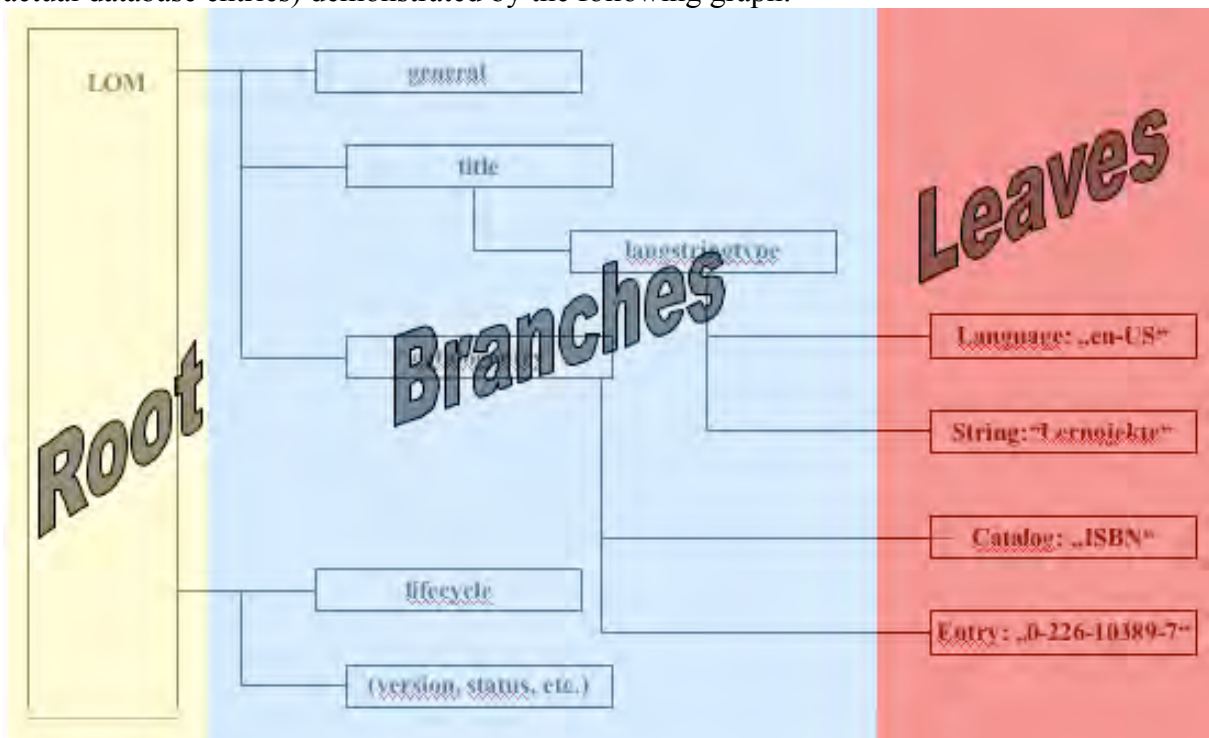 actual database entries) demonstrated by the following graph.
LOM
general
title
langstringtype
Leaves
Branches
Root
Language: „en-US“
String:“Lernojekte“
Catalog: „ISBN“
Entry: „0-226-10389-7“
lifecycle
(version, status, etc.)